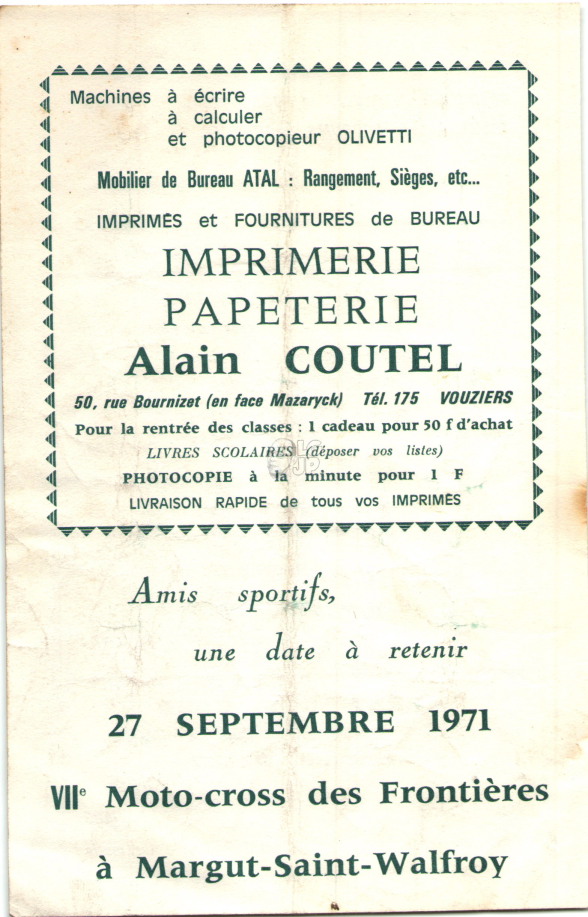 Machines à écrire
à calculer
et photocopieur OLIVETTI
Mobilier de Bureau ATAL : Rangement, Sièges, etc...
IMPRIMÉS et FOURNITURES de BUREAU
IMPRIMERIE
PAPETERIE
Alain COUTEL
50, rue Bournizet (en face Mazaryck) Tél. 175 VOUZIERS
Pour la rentrée des classes : 1 cadeau pour 50 f d'achat
LIVRES SCOLAIRES (déposer vos listes)
PHOTOCOPIE à la minute pour 1 F
LIVRAISON RAPIDE de tous vos IMPRIMÉS
Amis sportifs,
une date à retenir
27 SEPTEMBRE 1971
VIIe Moto-cross des Frontières
à Margut-Saint-Walfroy